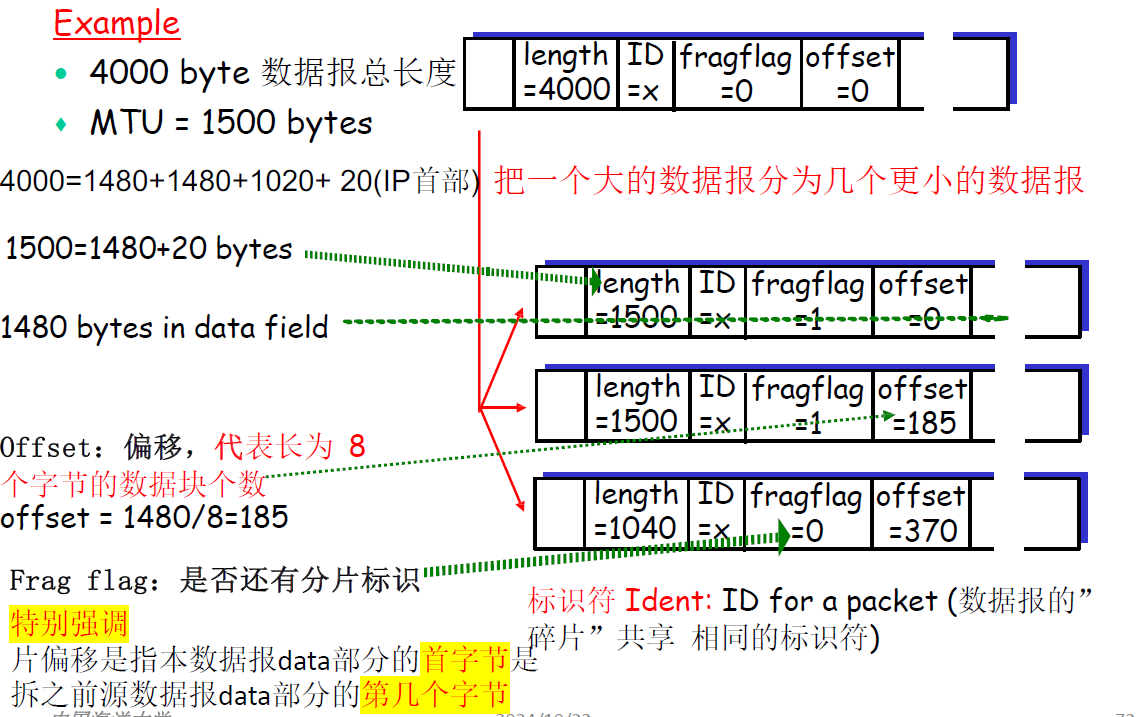 Example
4000 byte 数据报总长度
MTU = 1500 bytes
length =4000 ID =x fragflag =0 offset =0
4000=1480+1480+1020+ 20(IP首部)
把一个大的数据报分为几个更小的数据报
1500=1480+20 bytes
1480 bytes in data field
length =1500 ID =x fragflag =1 offset =0
length =1500 ID =x fragflag =1 offset =185
Offset: 偏移，代表长为 8
个字节的数据块个数
offset = 1480/8=185
length =1040 ID =x fragflag =0 offset =370
Frag flag: 是否还有分片标识
标识符 Ident: ID for a packet (数据报的”
碎片”共享 相同的标识符)
特别强调
片偏移是指本数据报data部分的首字节是
拆之前源数据报data部分的第几个字节